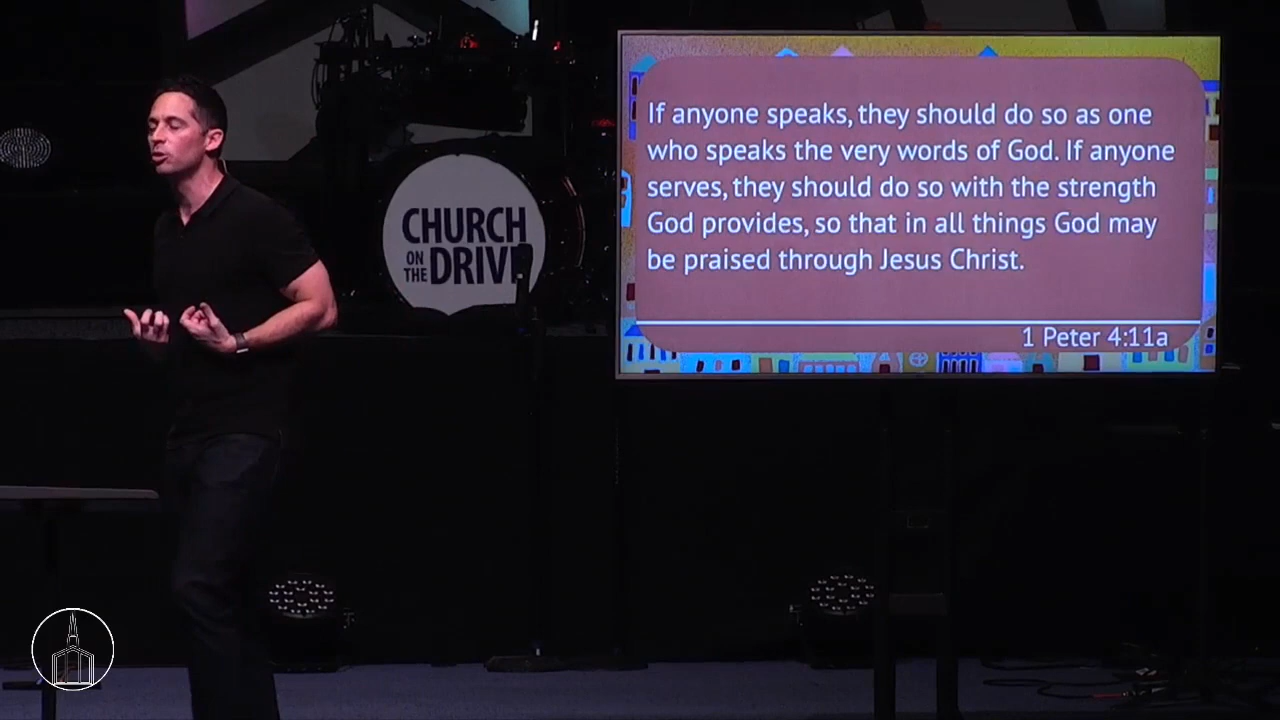 CHURCH
ON
THE
DRIVE
If anyone speaks, they should do so as one
who speaks the very words of God. If anyone
serves, they should do so with the strength
God provides, so that in all things God may
be praised through Jesus Christ.
1 Peter 4:11a